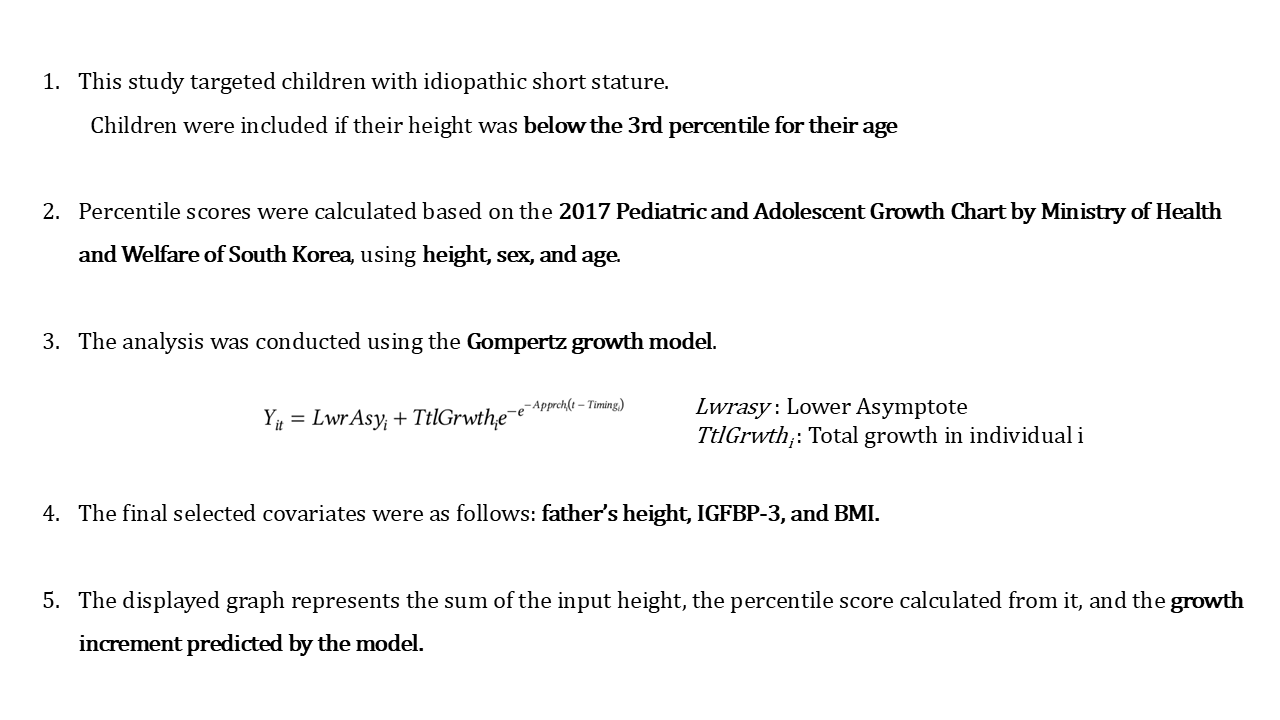 1. This study targeted children with idiopathic short stature.
Children were included if their height was below the 3rd percentile for their age
2. Percentile scores were calculated based on the 2017 Pediatric and Adolescent Growth Chart by Ministry of Health
and Welfare of South Korea, using height, sex, and age.
3. The analysis was conducted using the Gompertz growth model.
Y_it = LwrAsy_i + TtlGrwth_i e^{-e^{-Apprch_i(t - Timing_i)}}
Lwrasy : Lower Asymptote
TtlGrwth_i : Total growth in individual i
4. The final selected covariates were as follows: father’s height, IGFBP-3, and BMI.
5. The displayed graph represents the sum of the input height, the percentile score calculated from it, and the growth
increment predicted by the model.